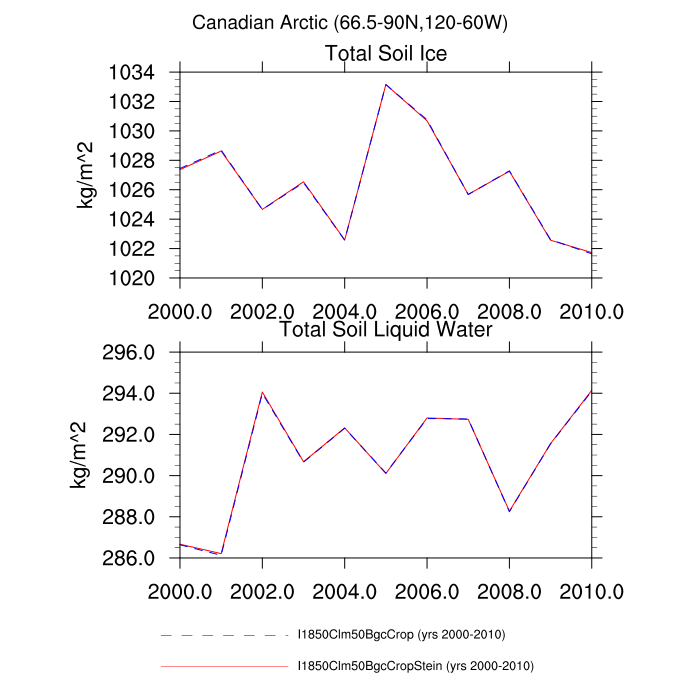 Canadian Arctic (66.5-90N,120-60W)
Total Soil Ice
1034
1032
1030
1028
1026
1024
1022
1020
kg/m^2
2000.0 2002.0 2004.0 2006.0 2008.0 2010.0
Total Soil Liquid Water
296.0
294.0
292.0
290.0
288.0
286.0
kg/m^2
2000.0 2002.0 2004.0 2006.0 2008.0 2010.0
I1850Clm50BgcCrop (yrs 2000-2010)
I1850Clm50BgcCropStein (yrs 2000-2010)